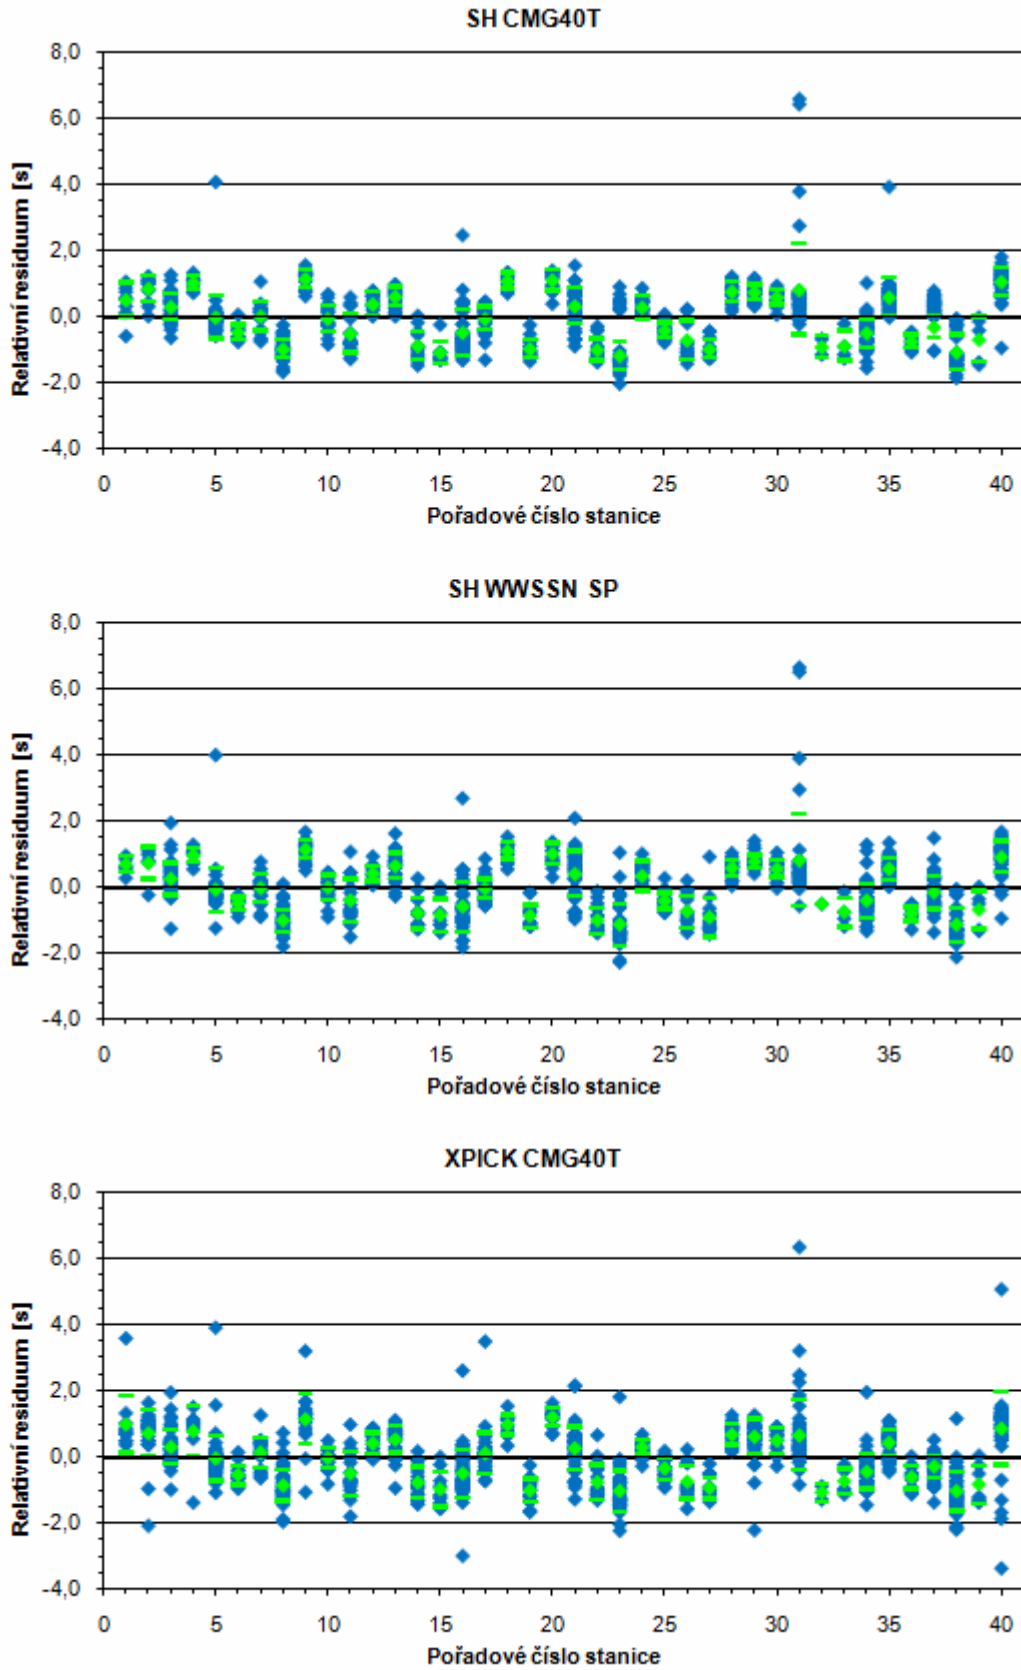 SH CMG40T
8,0
6,0
4,0
2,0
0,0
-2,0
-4,0
Relativní residuum [s]
0 5 10 15 20 25 30 35 40
Pořadové číslo stanice
SH WWSSN SP
8,0
6,0
4,0
2,0
0,0
-2,0
-4,0
Relativní residuum [s]
0 5 10 15 20 25 30 35 40
Pořadové číslo stanice
XPICK CMG40T
8,0
6,0
4,0
2,0
0,0
-2,0
-4,0
Relativní residuum [s]
0 5 10 15 20 25 30 35 40
Pořadové číslo stanice